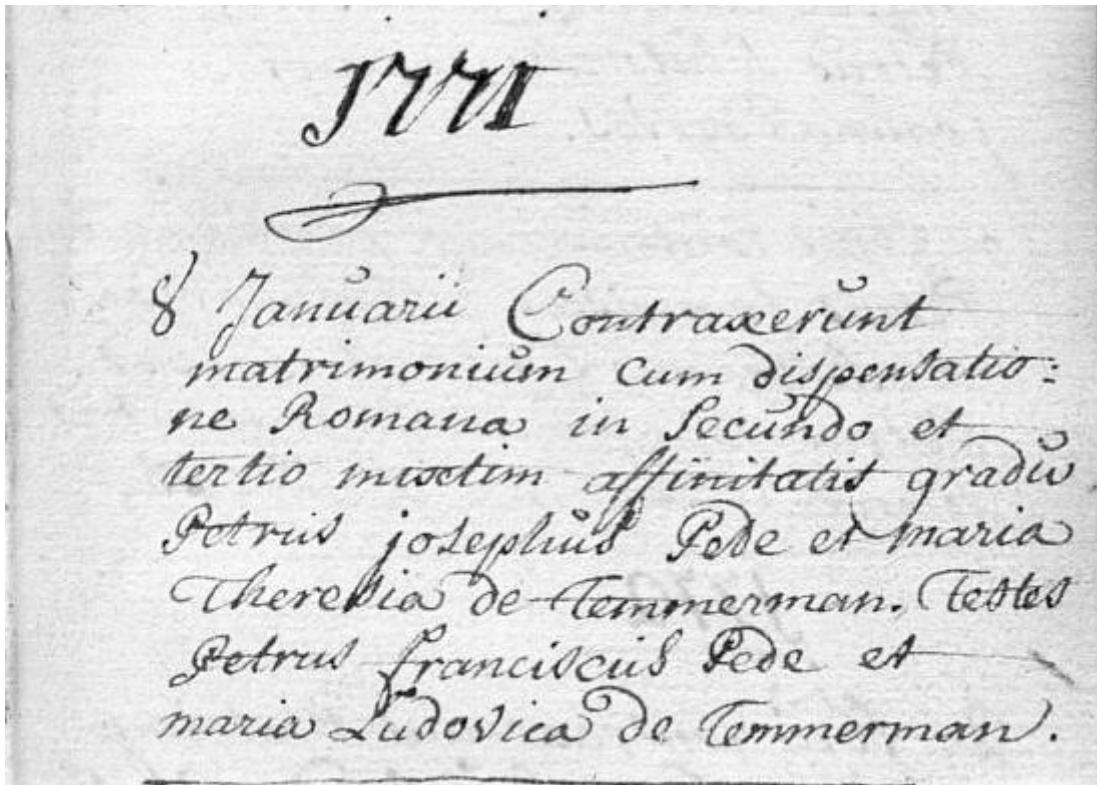 1771
8 Januarii Contraxerunt
matrimonium cum dispensatio:
ne Romana in secundo et
tertio mixtim affinitatis gradu
Petrus josephus Pede et maria
Theresia de Temmerman. Testes
Petrus franciscus Pede et
maria Ludovica de Temmerman.